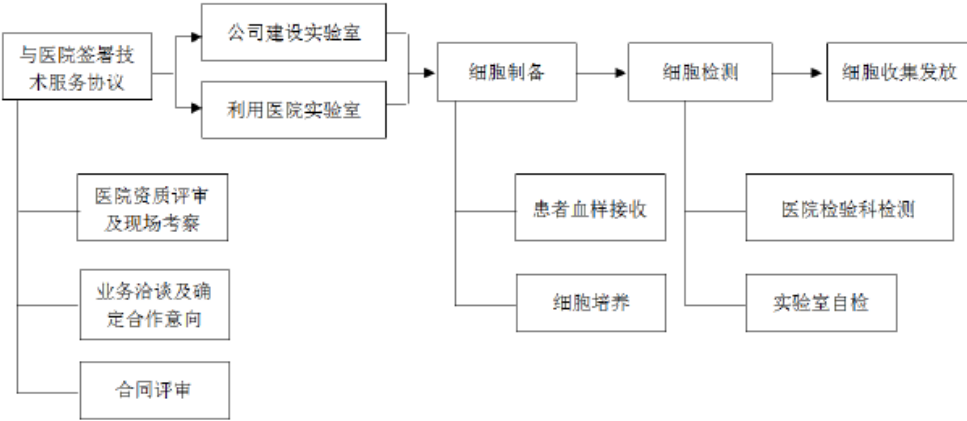 与医院签署技
术服务协议
公司建设实验室
利用医院实验室
细胞制备
细胞检测
细胞收集发放
医院资质评审
及现场考察
业务洽谈及确
定合作意向
合同评审
患者血样接收
细胞培养
医院检验科检测
实验室自检